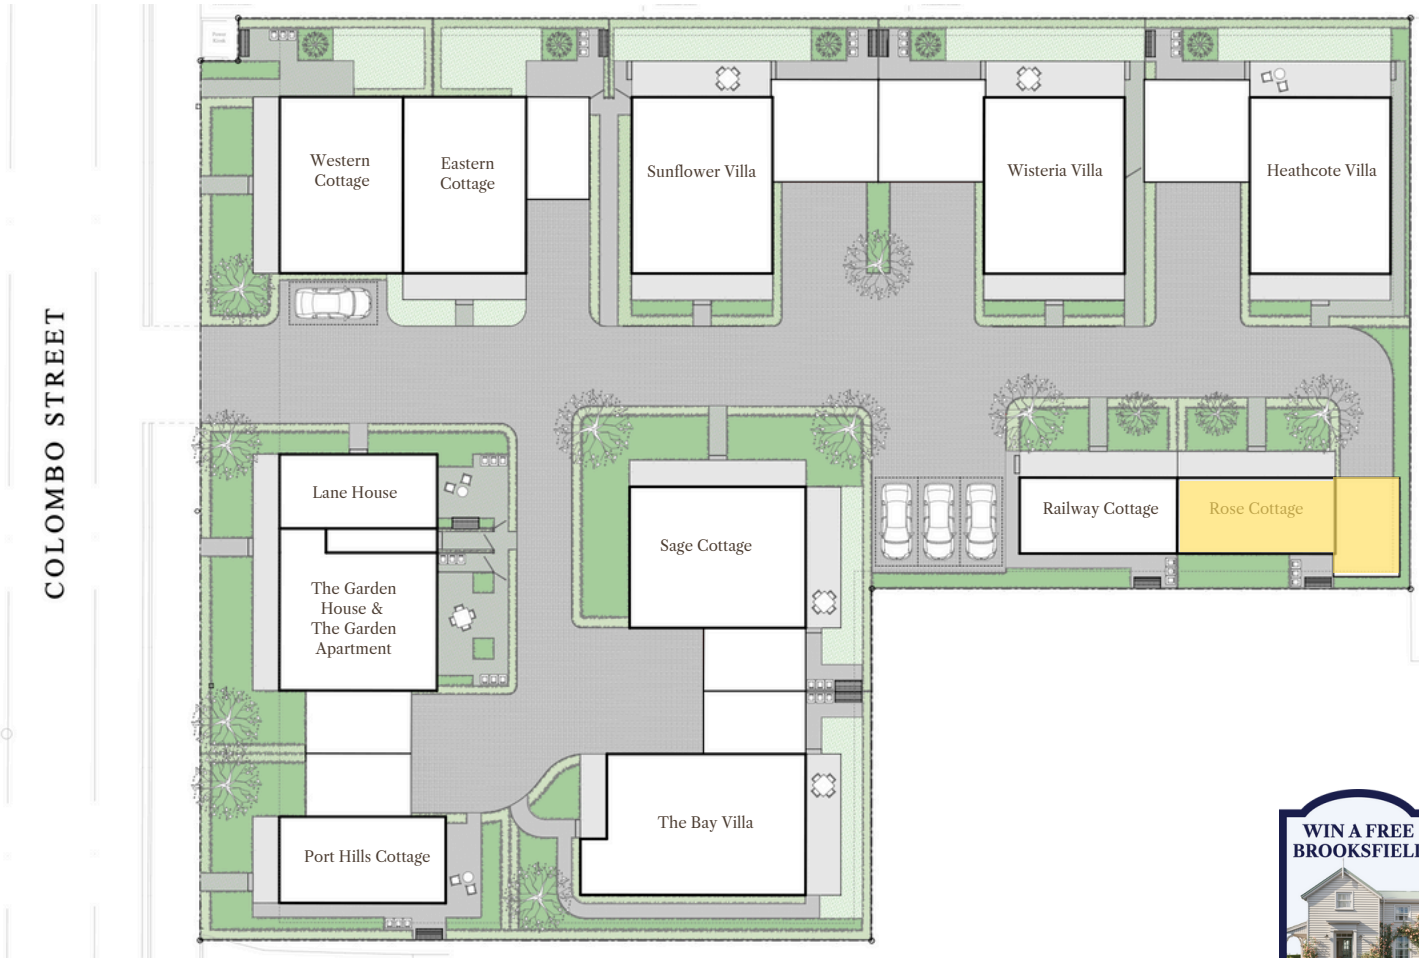 Western
Cottage
Eastern
Cottage
Sunflower Villa
Wisteria Villa
Heathcote Villa
COLOMBO STREET
Lane House
The Garden
House &
The Garden
Apartment
Sage Cottage
Railway Cottage
Rose Cottage
The Bay Villa
Port Hills Cottage
WIN A FREE